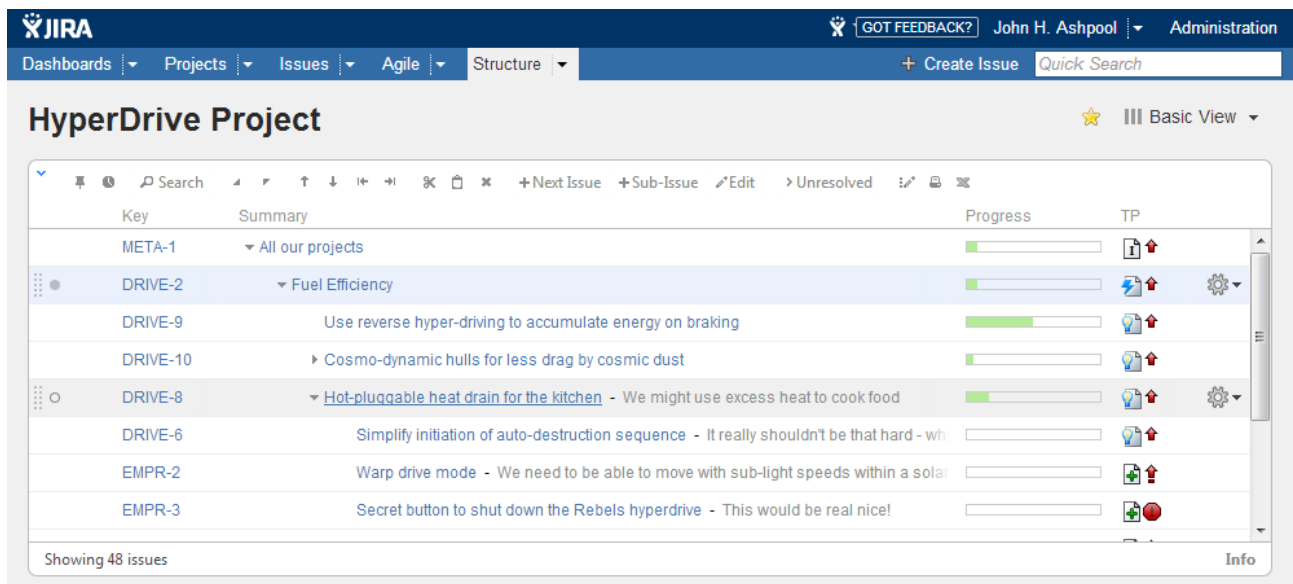 JIRA GOT FEEDBACK? John H. Ashpool Administration
Dashboards Projects Issues Agile Structure + Create Issue Quick Search
HyperDrive Project Basic View
Search +Next Issue +Sub-Issue Edit >Unresolved
Key Summary Progress TP
META-1 All our projects
DRIVE-2 Fuel Efficiency
DRIVE-9 Use reverse hyper-driving to accumulate energy on braking
DRIVE-10 Cosmo-dynamic hulls for less drag by cosmic dust
DRIVE-8 Hot-pluggable heat drain for the kitchen - We might use excess heat to cook food
DRIVE-6 Simplify initiation of auto-destruction sequence - It really shouldn't be that hard -
EMPR-2 Warp drive mode - We need to be able to move with sub-light speeds within a
EMPR-3 Secret button to shut down the Rebels hyperdrive - This would be real nice!
Showing 48 issues Info